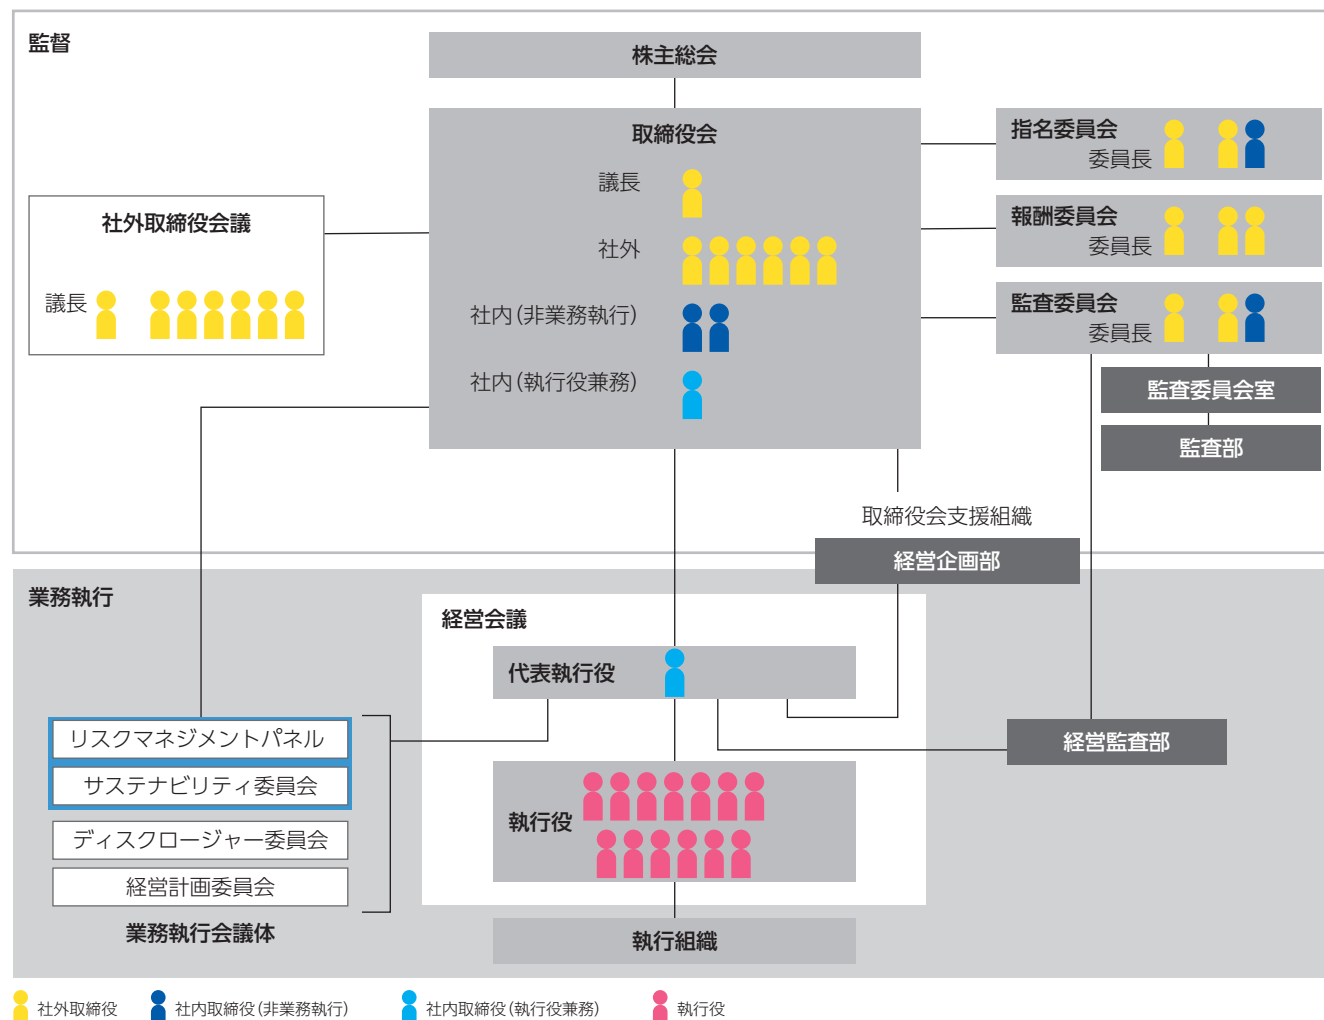 監督
株主総会
取締役会
議長
社外
社内(非業務執行)
社内(執行役兼務)
社外取締役会議
議長
指名委員会
委員長
報酬委員会
委員長
監査委員会
委員長
監査委員会室
監査部
取締役会支援組織
経営企画部
業務執行
経営会議
代表執行役
執行役
執行組織
経営監査部
リスクマネジメントパネル
サステナビリティ委員会
ディスクロージャー委員会
経営計画委員会
業務執行会議体
社外取締役 社内取締役(非業務執行) 社内取締役(執行役兼務) 執行役